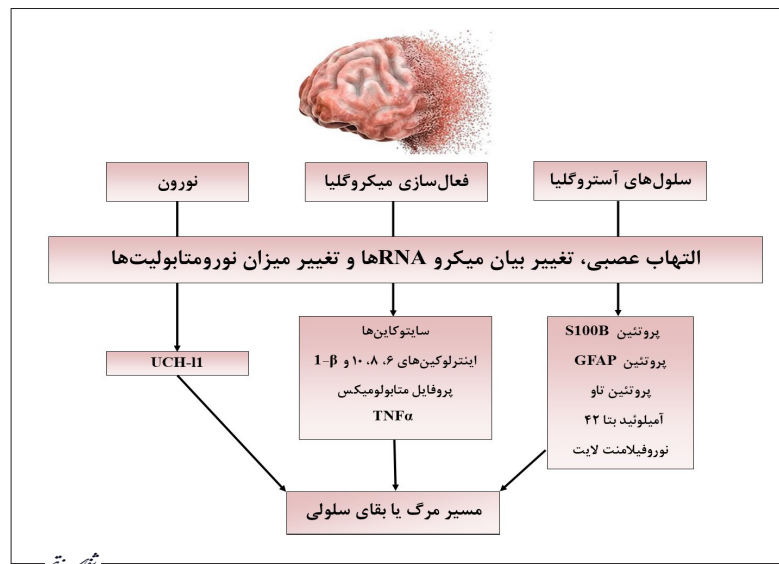 سلول‌های آستروگلیا
فعال‌سازی میکروگلیا
نورون
التهاب عصبی، تغییر بیان میکرو RNAها و تغییر میزان نورومتابولیت‌ها
پروتئین S100B
پروتئین GFAP
پروتئین تاو
آمیلوئید بتا ۴۲
نوروفیلامنت لایت
سایتوکاین‌ها
اینترلوکین‌های ۶، ۸، ۱۰ و 1-β
پروفایل متابولومیکس
TNFα
UCH-l1
مسیر مرگ یا بقای سلولی